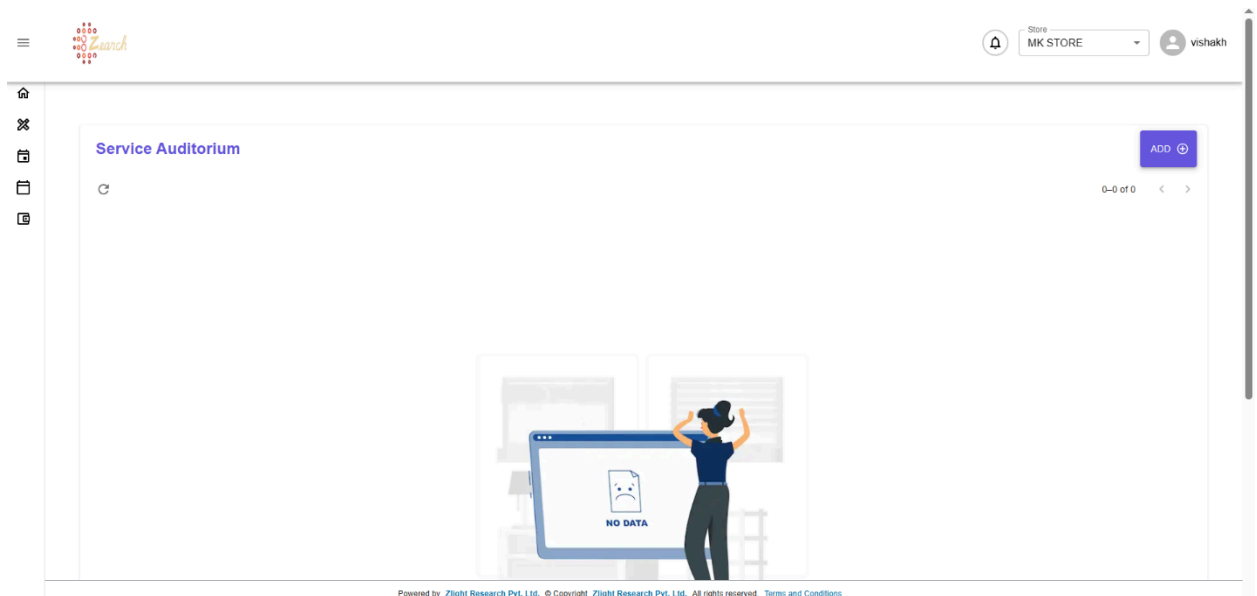 Zearch
Store
MK STORE
vishakh
Service Auditorium
ADD
0–0 of 0
NO DATA
Powered by Zlight Research Pvt. Ltd. © Copyright Zlight Research Pvt. Ltd. All rights reserved. Terms and Conditions